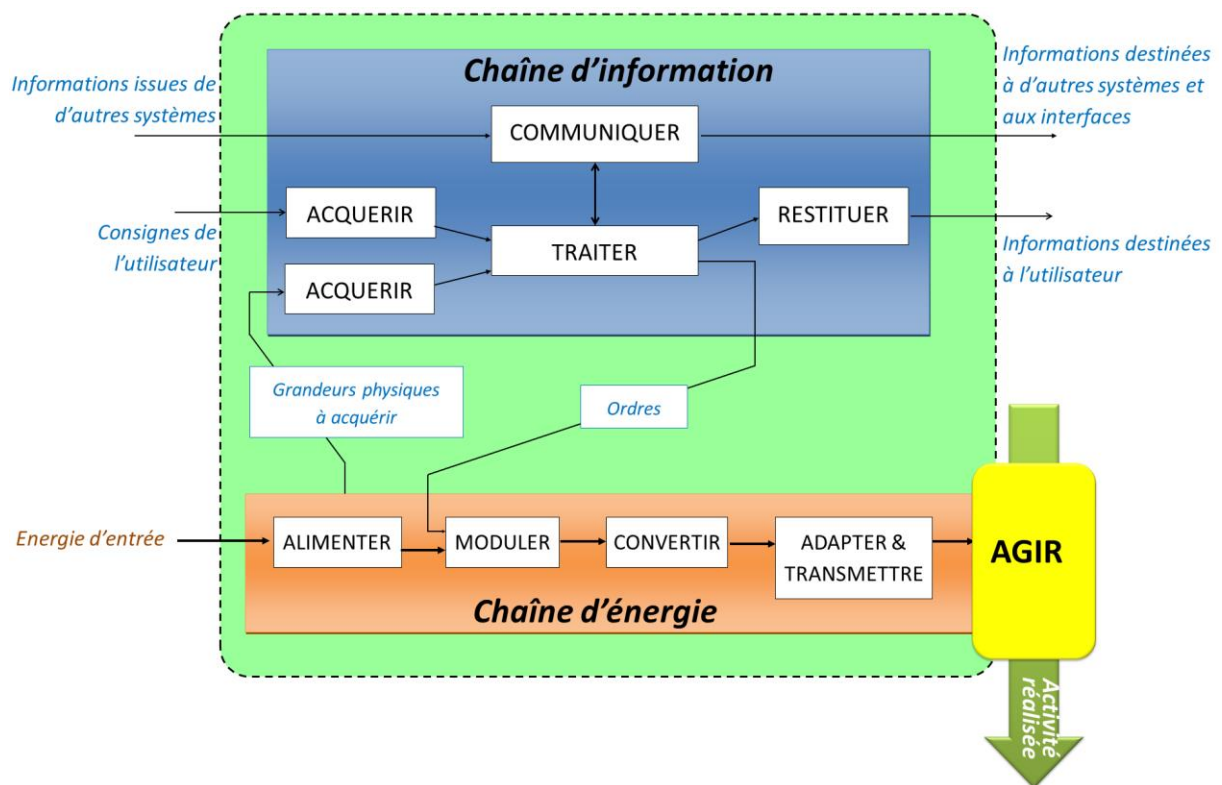 Chaîne d’information
Informations issues de
d’autres systèmes
COMMUNIQUER
Informations destinées
à d’autres systèmes et
aux interfaces
ACQUERIR
Consignes de
l’utilisateur
TRAITER
RESTITUER
Informations destinées
à l’utilisateur
ACQUERIR
Grandeurs physiques
à acquérir
Ordres
Energie d’entrée
ALIMENTER
MODULER
CONVERTIR
ADAPTER &
TRANSMETTRE
AGIR
Chaîne d’énergie
Activité
réalisée